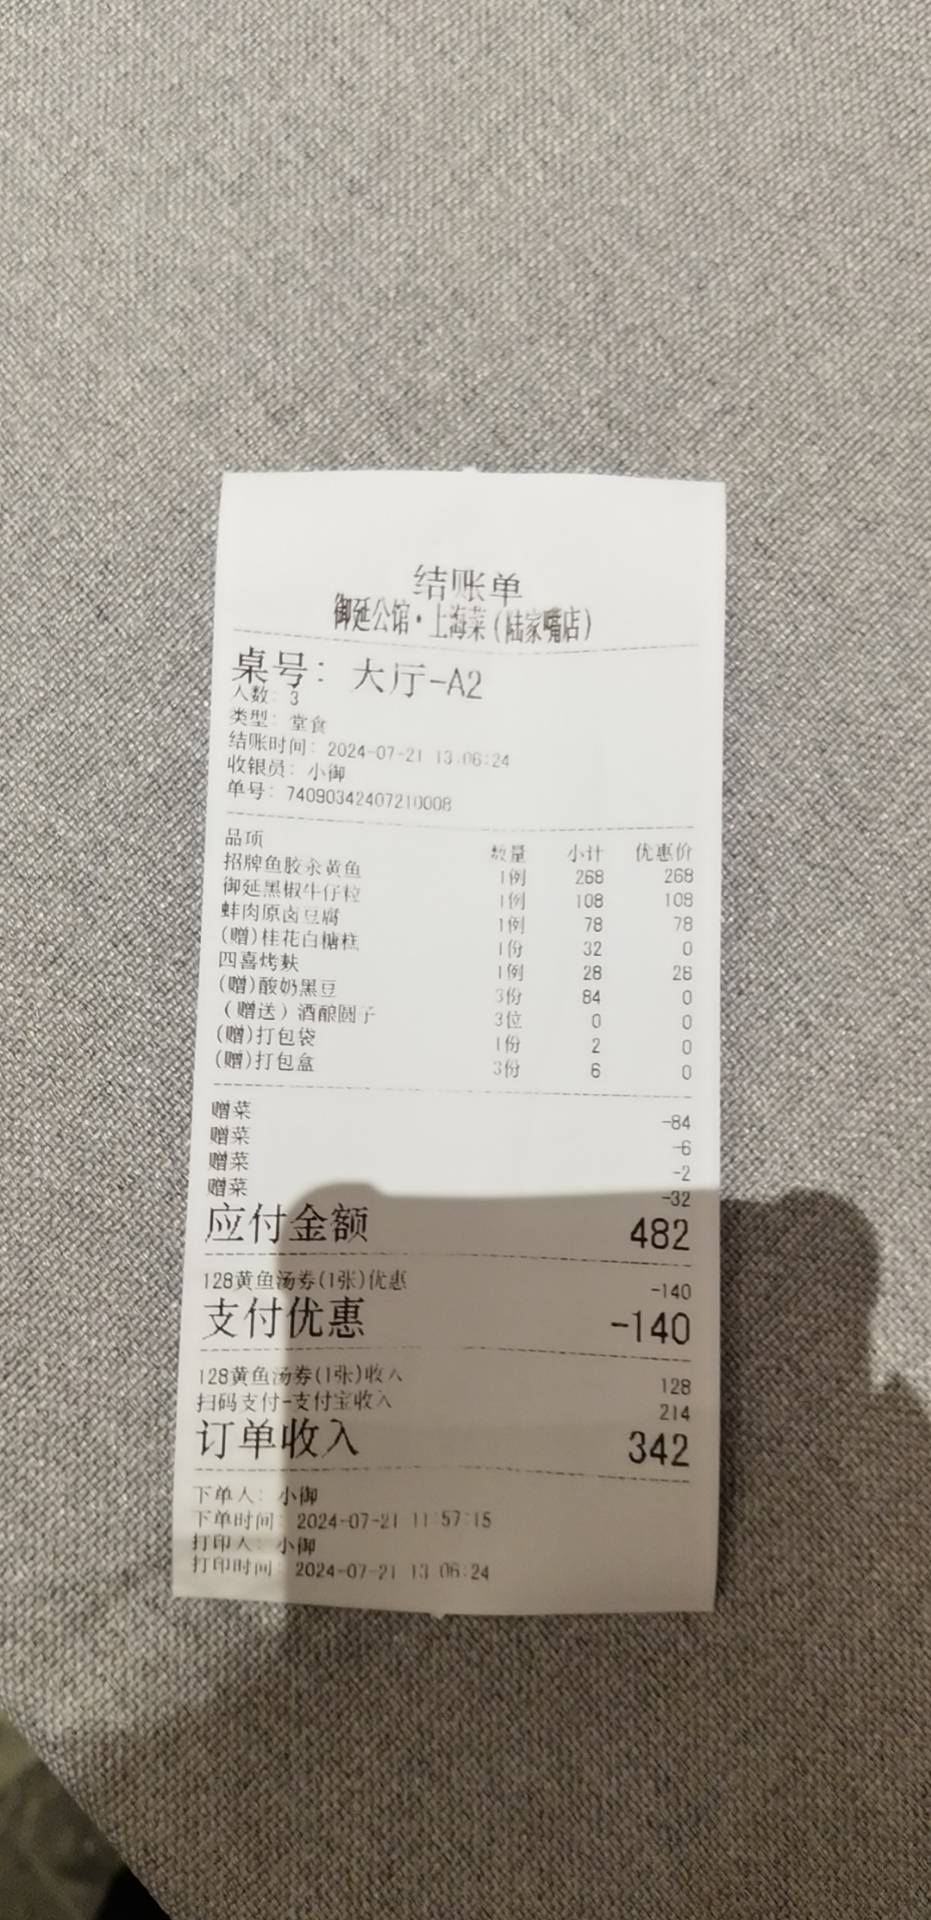 结账单
御延公馆·上海菜(陆家嘴店)
桌号: 大厅-A2
人数: 3
类型: 堂食
结账时间: 2024-07-21 13:06:24
收银员: 小御
单号: 74090342407210008
品项 数量 小计 优惠价
招牌鱼胶汆黄鱼 1例 268 268
御延黑椒牛仔粒 1例 108 108
蚌肉原卤豆腐 1例 78 78
(赠)桂花白糖糕 1份 32 0
四喜烤麸 1例 28 28
(赠)酸奶黑豆 3份 84 0
(赠送) 酒酿圆子 3位 0 0
(赠)打包袋 1份 2 0
(赠)打包盒 3份 6 0
赠菜 -84
赠菜 -6
赠菜 -2
赠菜 -32
应付金额 482
128黄鱼汤券(1张)优惠 -140
支付优惠 -140
128黄鱼汤券(1张)收入 128
扫码支付-支付宝收入 214
订单收入 342
下单人: 小御
下单时间: 2024-07-21 11:57:15
打印人: 小御
打印时间: 2024-07-21 13:06:24